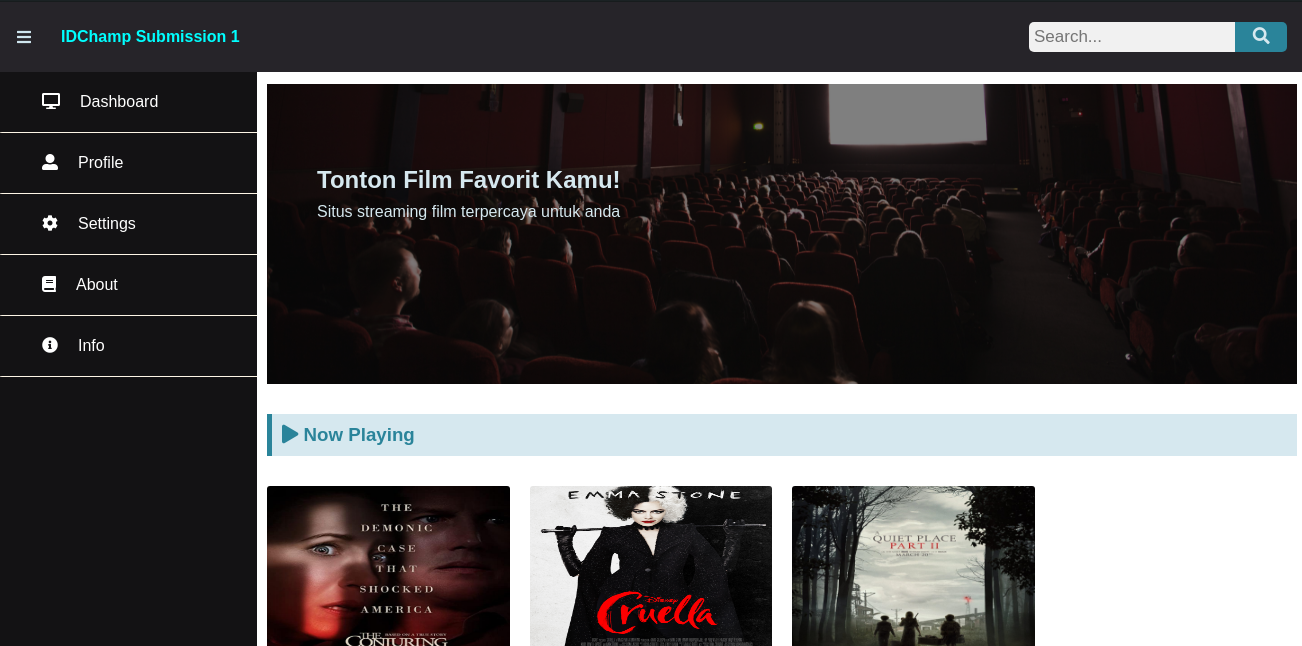 IDChamp Submission 1
Search...
Dashboard
Profile
Settings
About
Info
Tonton Film Favorit Kamu!
Situs streaming film terpercaya untuk anda
Now Playing
THE
DEMONIC
CASE
THAT
SHOCKED
AMERICA
THE
BASED ON A TRUE STORY
CONJURING
EMMA STONE
Disney
Cruella
A QUIET PLACE
PART II